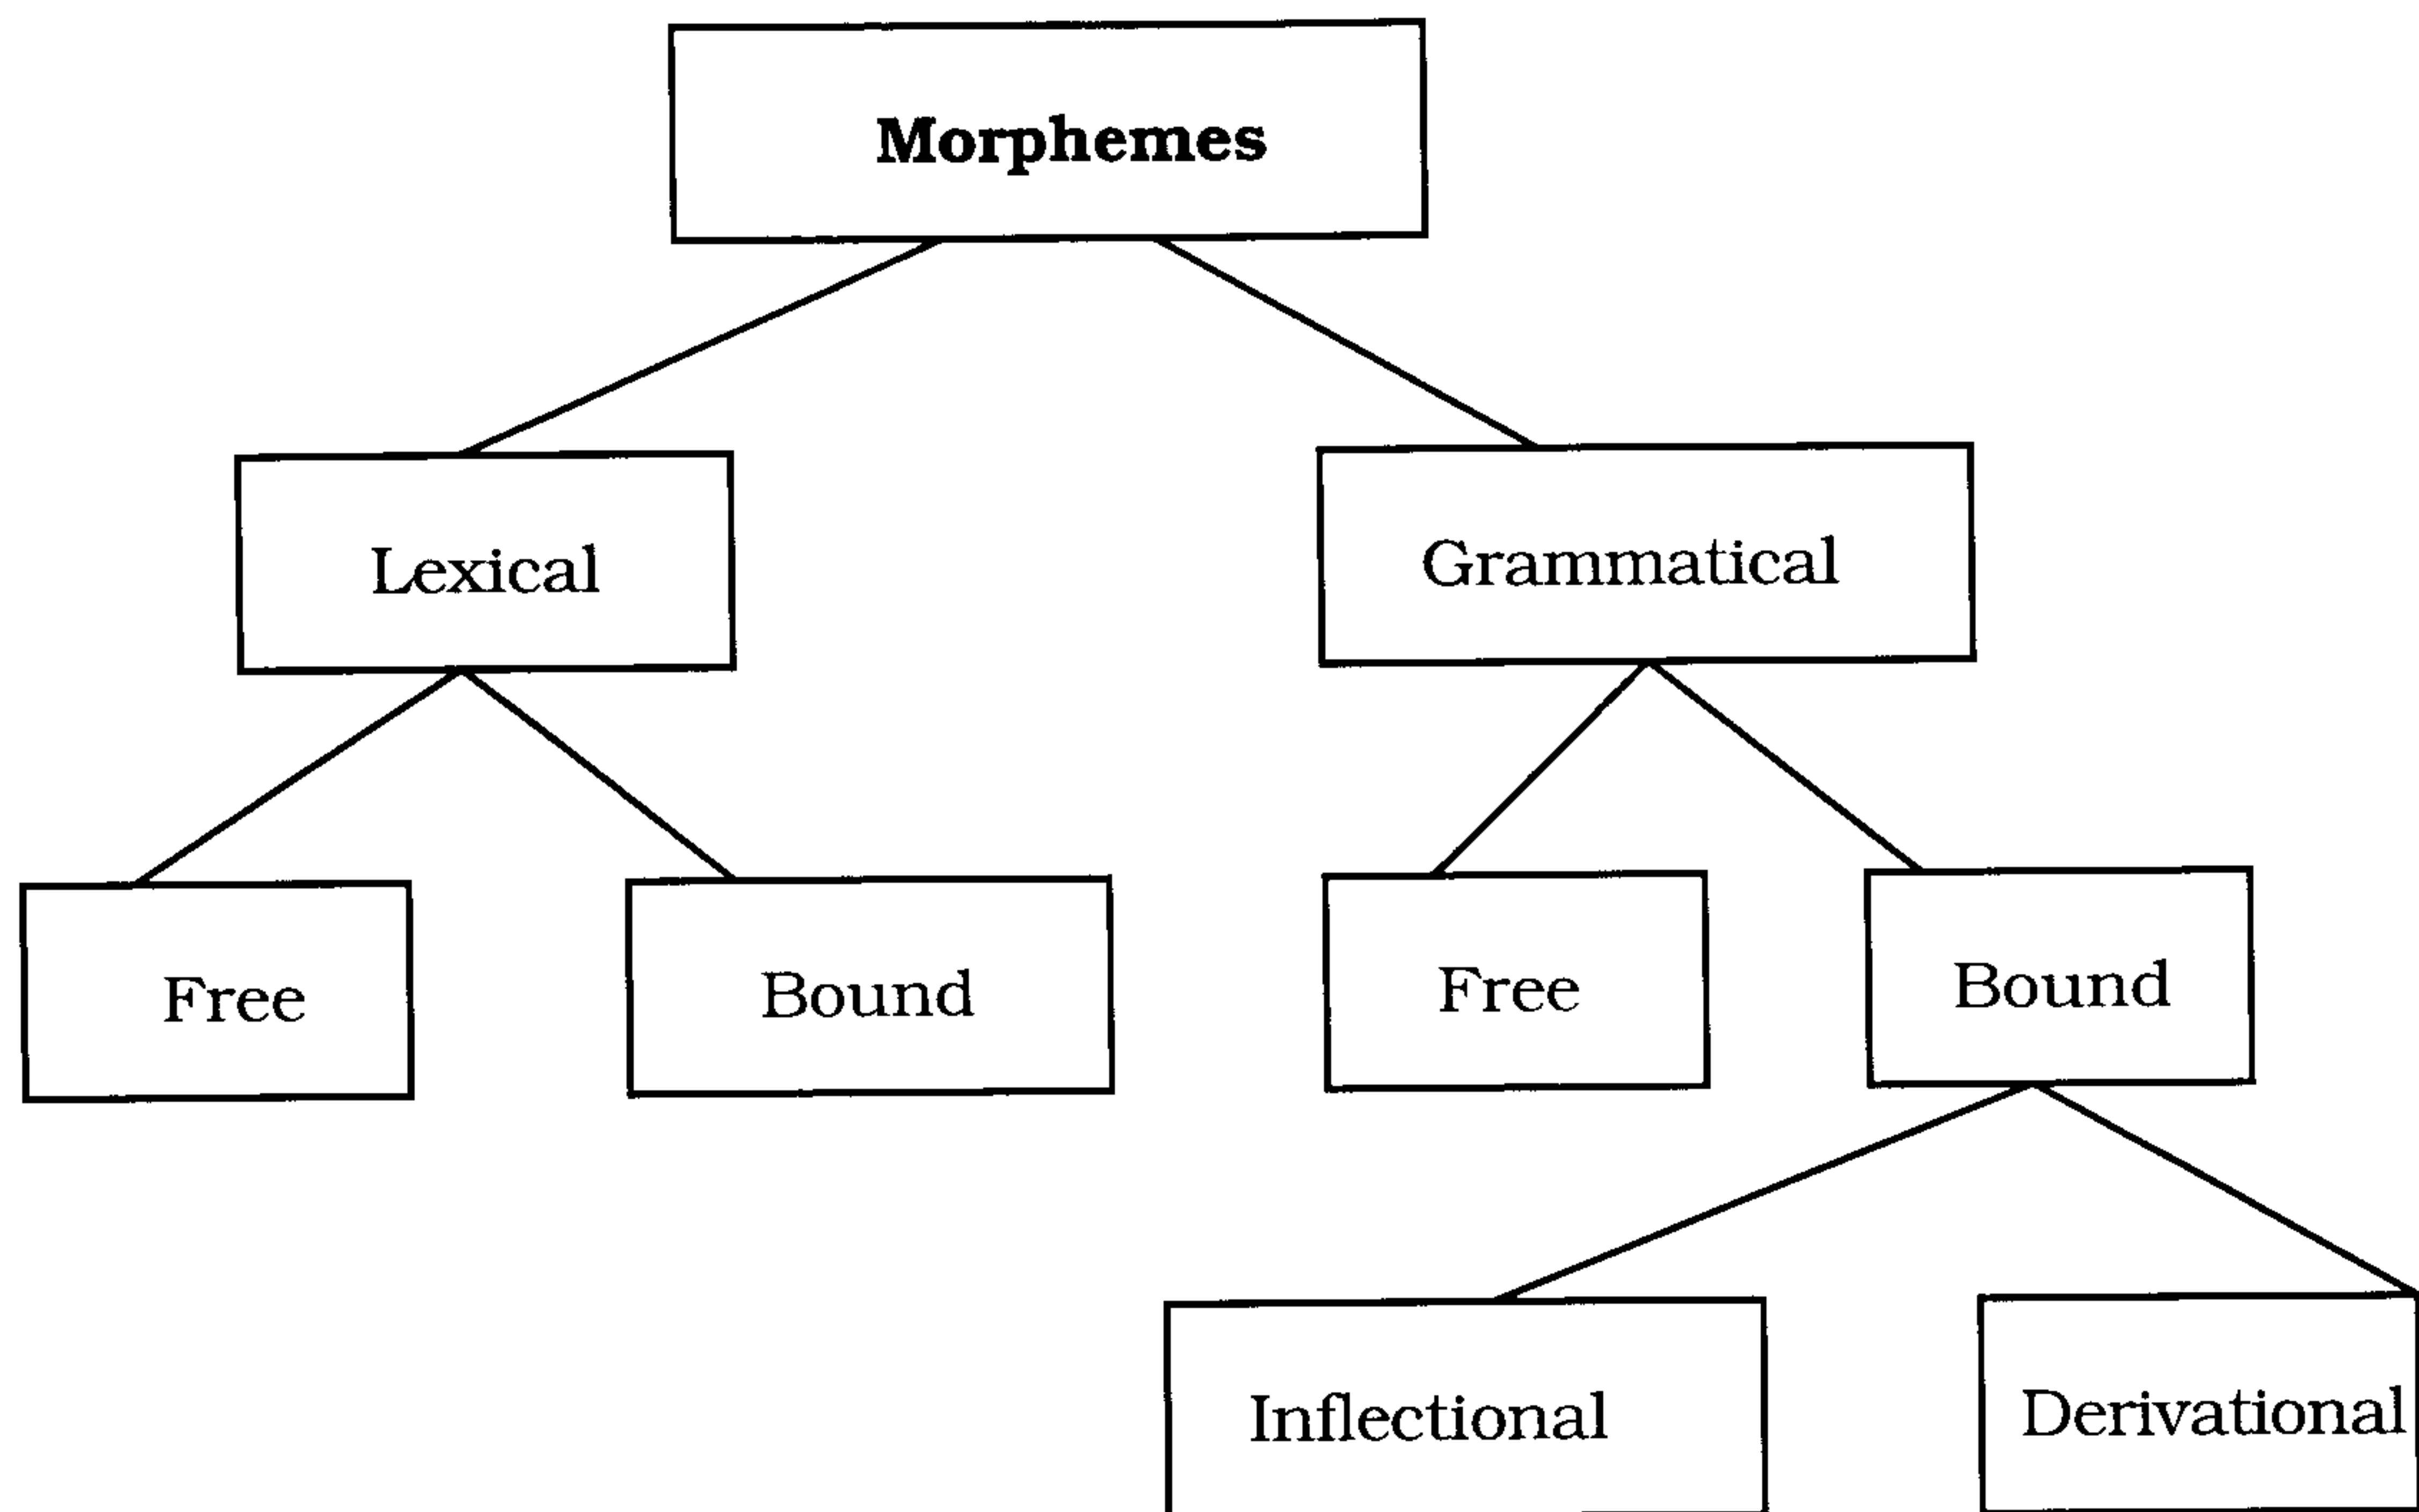 Morphemes
Lexical
Grammatical
Free
Bound
Free
Bound
Inflectional
Derivational